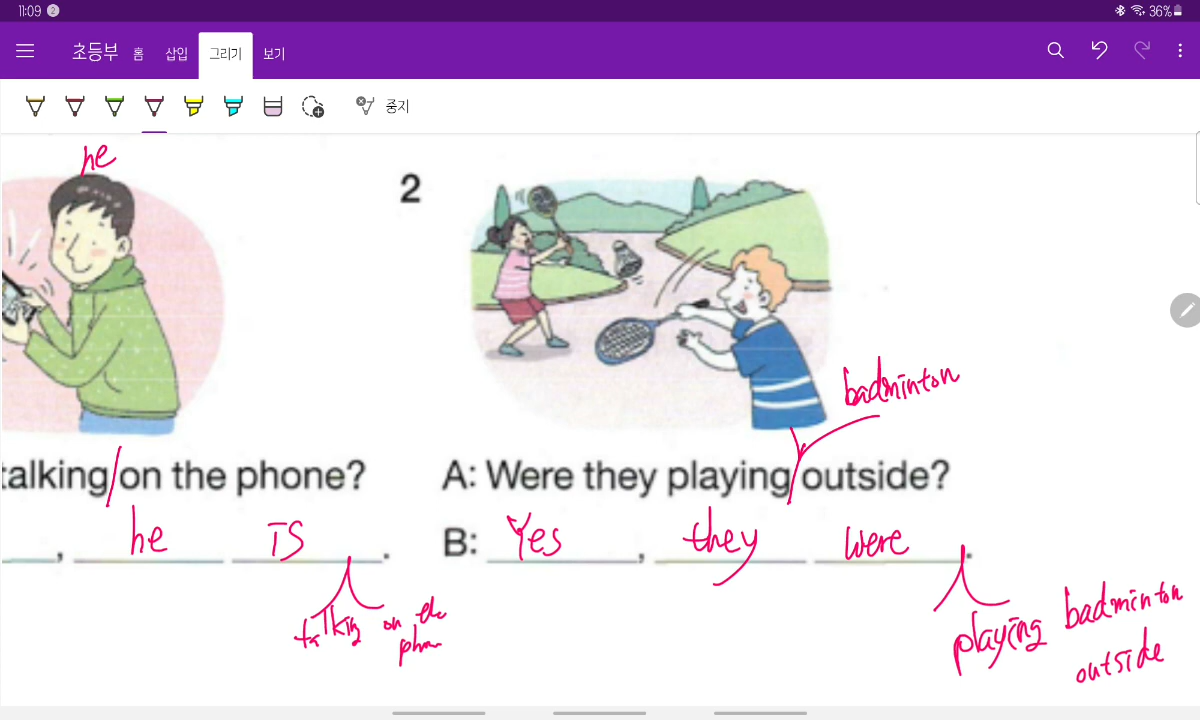 11:09 2 36%
초등부 홈 삽입 그리기 보기
중지
he
2
badminton
talking/on the phone?
he is.
talking on the phone
A: Were they playing/outside?
B: Yes, they were.
playing badminton
outside